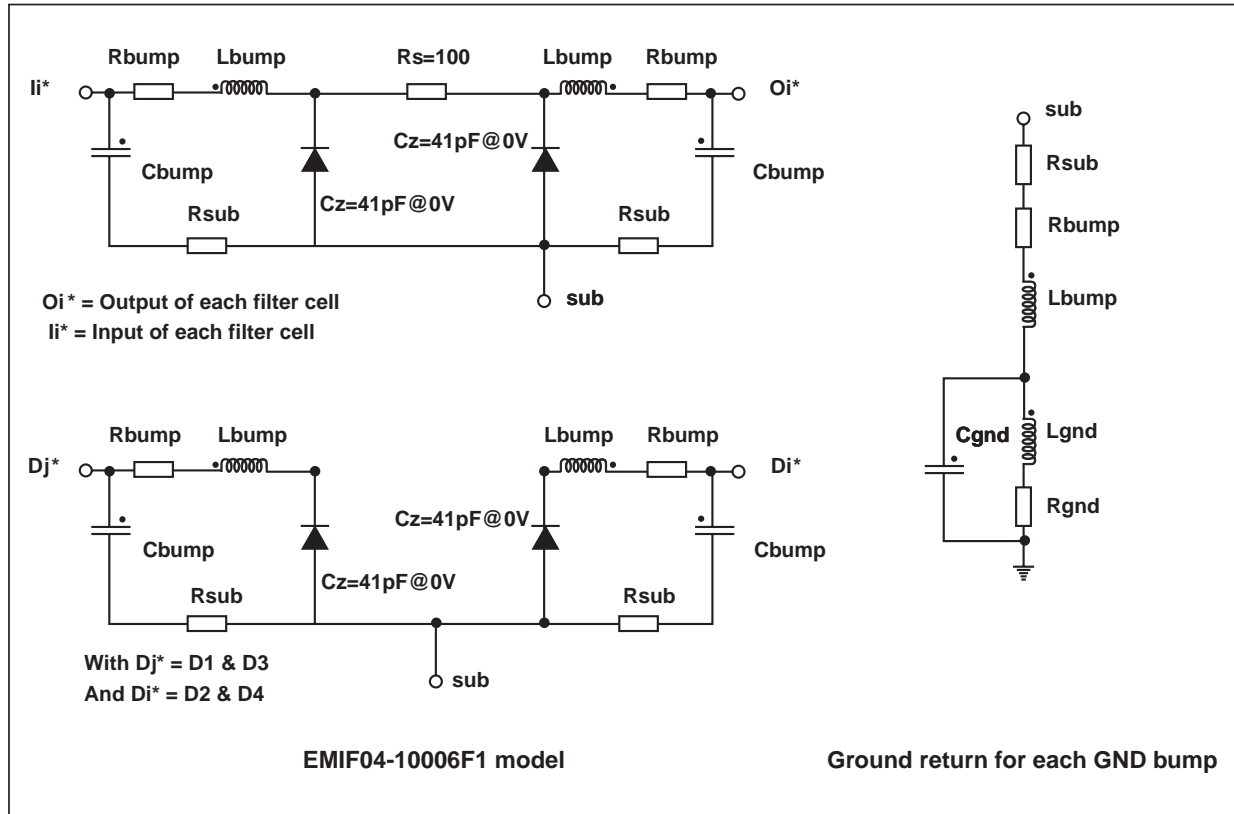 Rbump Lbump Rs=100 Lbump Rbump
Ii* Oi*
Cz=41pF@0V
Cbump Cbump
Cz=41pF@0V
Rsub Rsub
sub
Oi* = Output of each filter cell
Ii* = Input of each filter cell
Rbump Lbump Lbump Rbump
Dj* Di*
Cz=41pF@0V
Cbump Cbump
Cz=41pF@0V
Rsub Rsub
With Dj* = D1 & D3
And Di* = D2 & D4
sub
EMIF04-10006F1 model
sub
Rsub
Rbump
Lbump
Cgnd Lgnd
Rgnd
Ground return for each GND bump